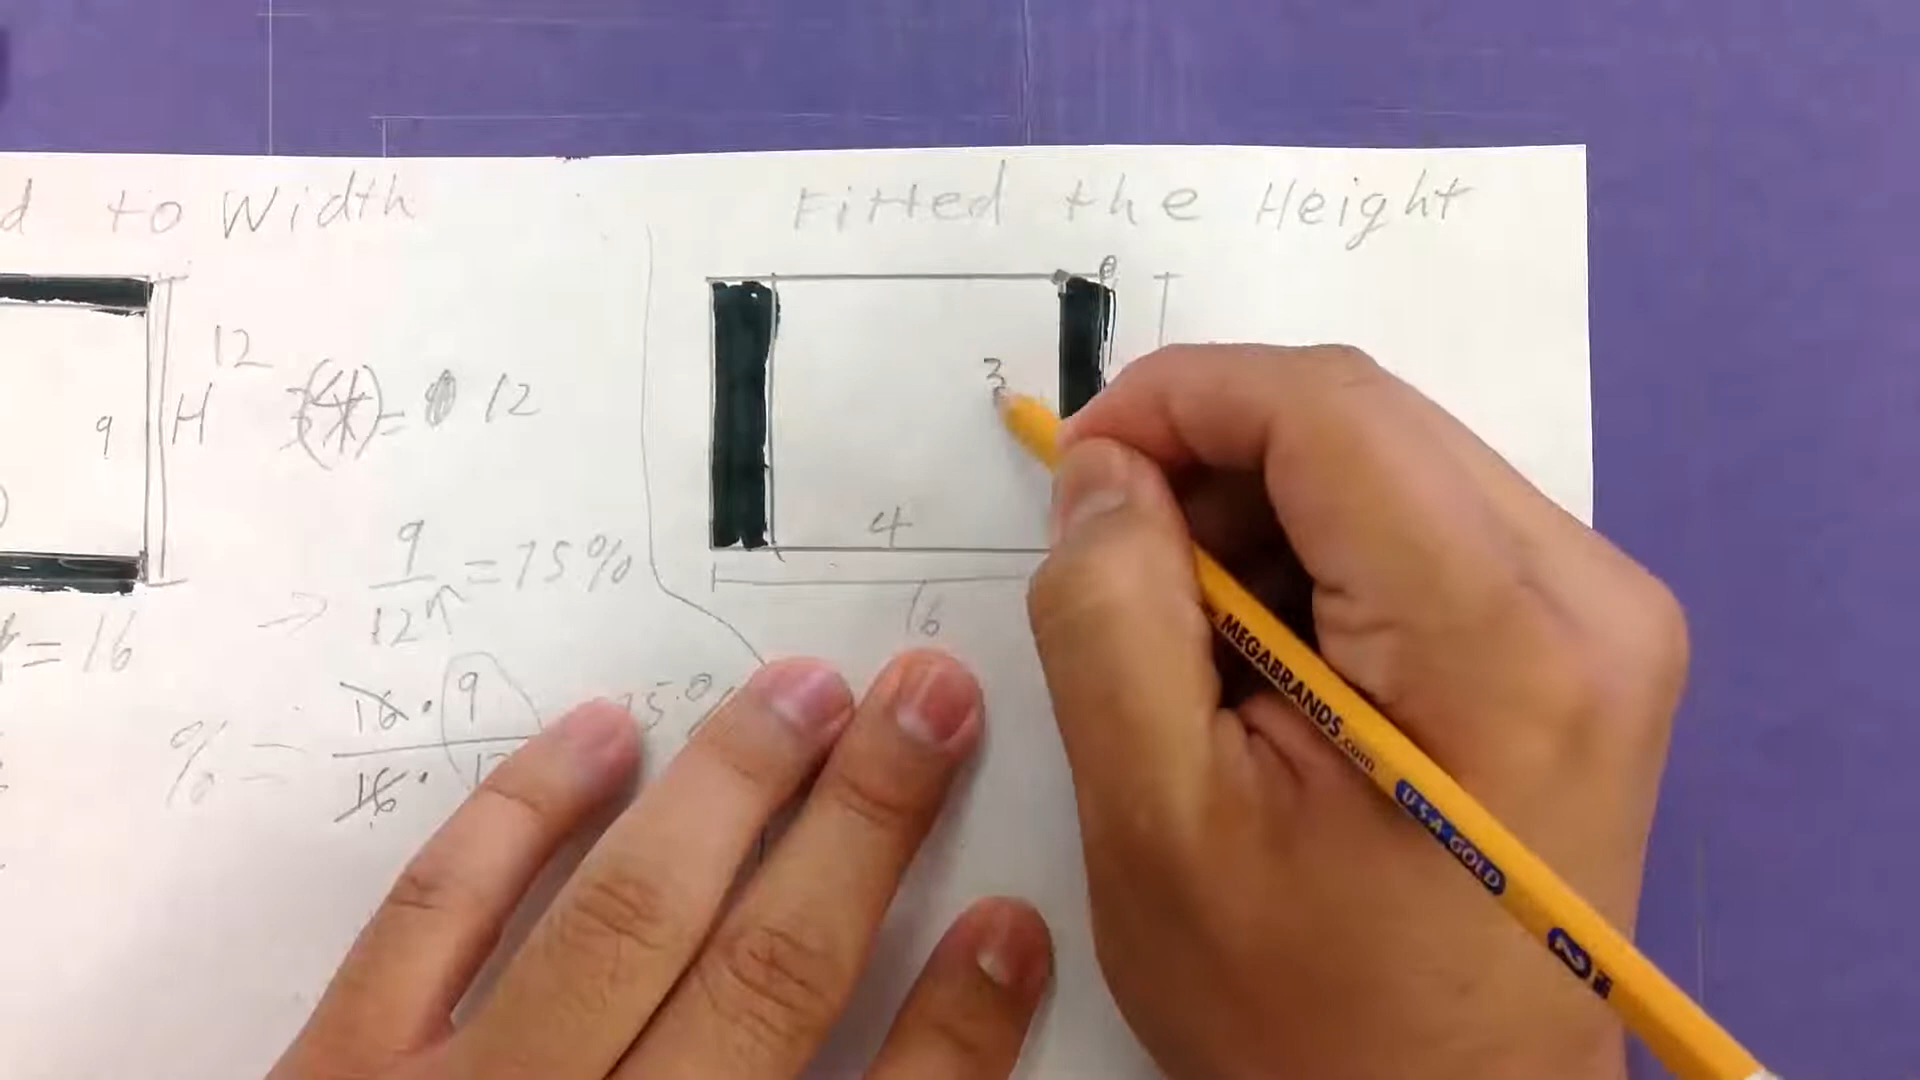 d to Width
Fitted the Height
12
H
9
= 12
= 16
9
12
= 75%
% =
16 · 9
16 ·
3
4
16
MEGABRANDS.com
U.S.A GOLD
2